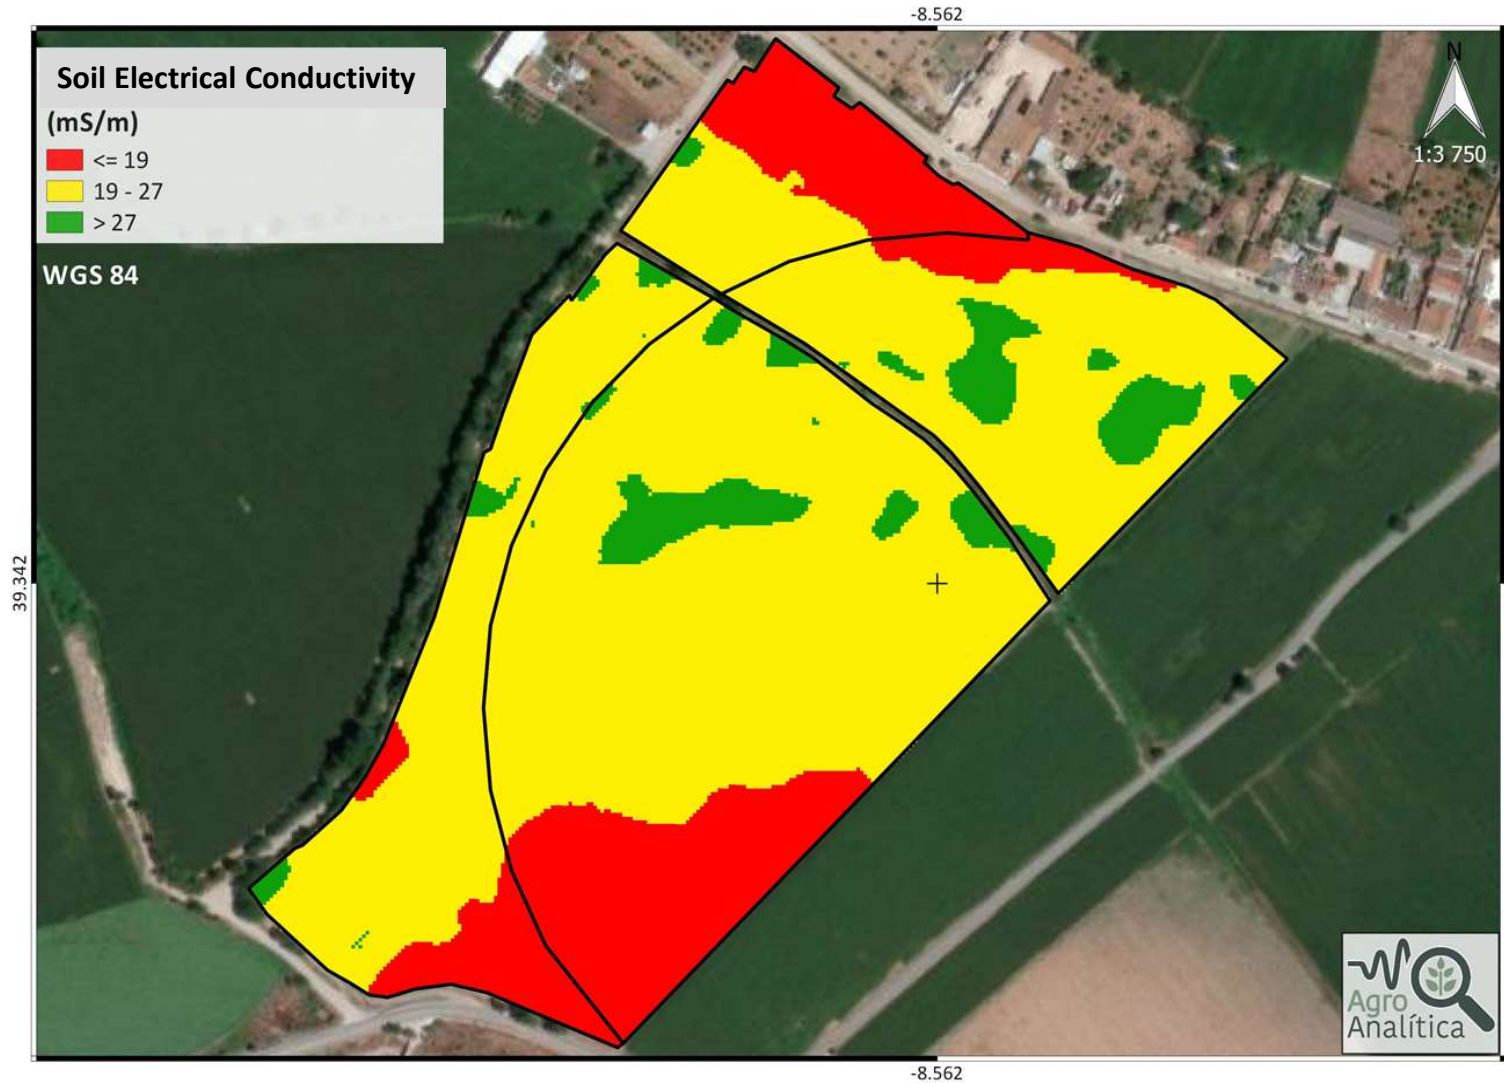 -8.562
Soil Electrical Conductivity
(mS/m)
<= 19
19 - 27
> 27
WGS 84
N
1:3 750
39.342
Agro
Analítica
-8.562